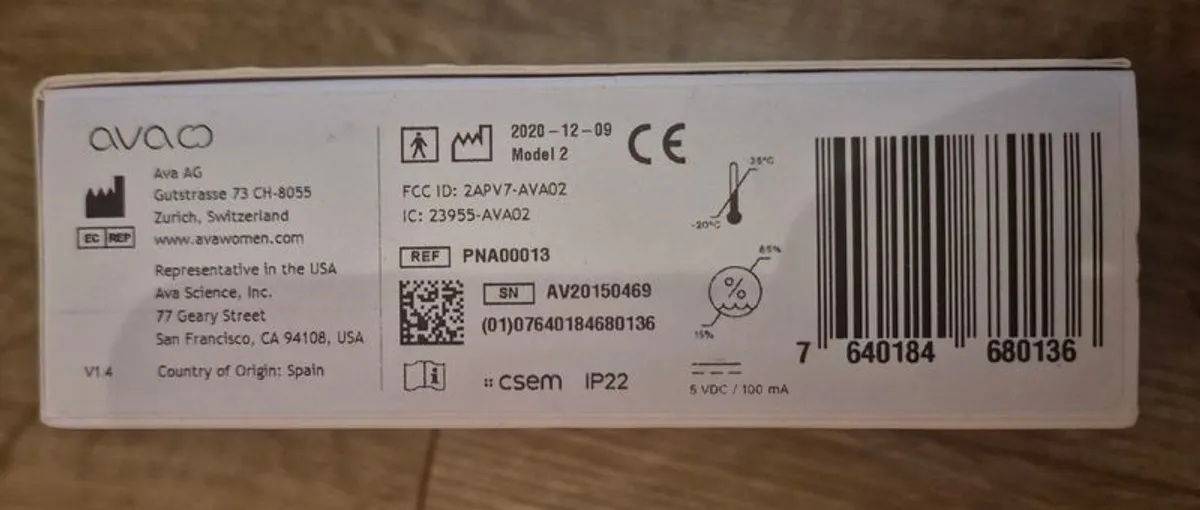 ava
Ava AG
Gutstrasse 73 CH-8055
Zurich, Switzerland
EC REP
www.avawomen.com
Representative in the USA
Ava Science, Inc.
77 Geary Street
San Francisco, CA 94108, USA
V1.4
Country of Origin: Spain
2020-12-09
Model 2
CE
FCC ID: 2APV7-AVA02
IC: 23955-AVA02
REF PNA00013
SN AV20150469
(01)07640184680136
i
csem IP22
-20°C
%
15%
5 VDC / 100 mA
7 640184 680136